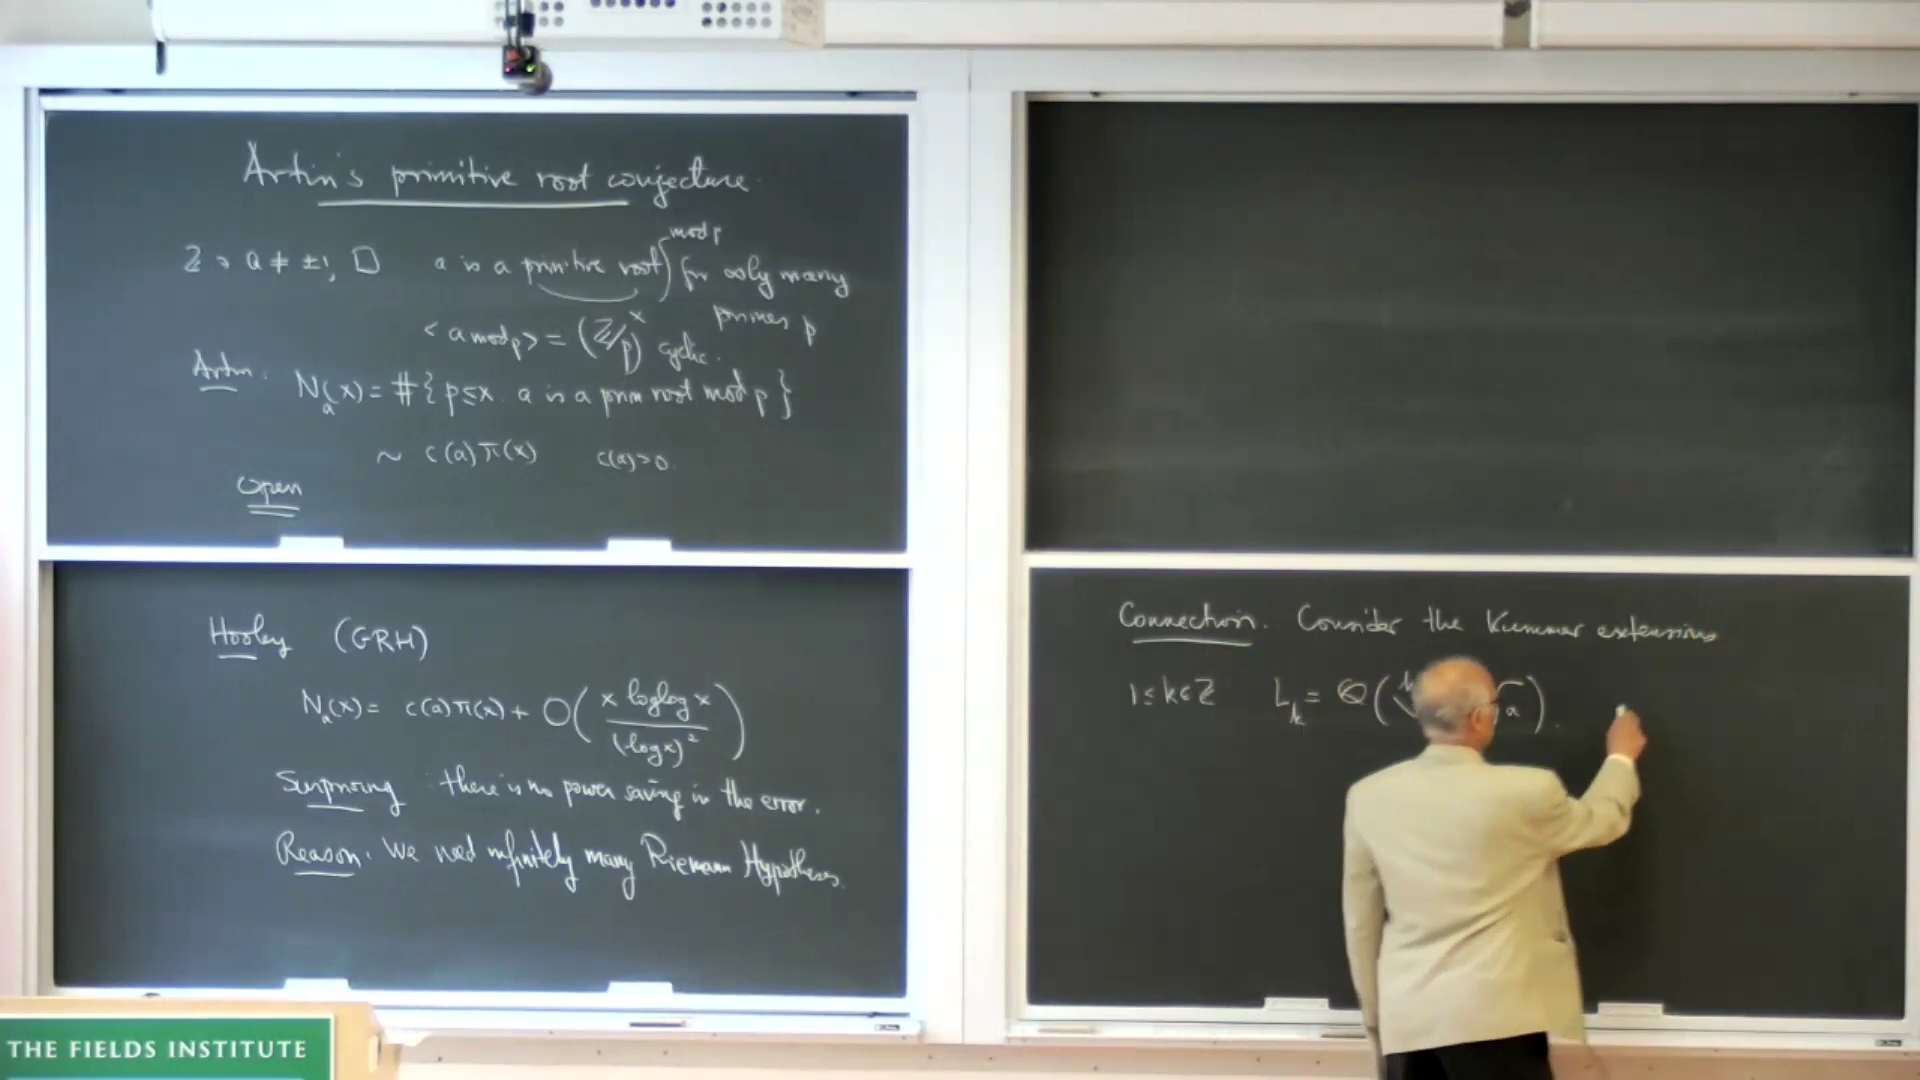 Artin's primitive root conjecture.
ℤ ∋ a ≠ ±1, □ a is a primitive root mod p for ∞ly many
primes p
<a mod p> = (ℤ/p)^× cyclic.
Artin: N_a(x) = #{p ≤ x. a is a prim root mod p}
~ c(a)π(x) c(a)>0.
Open
Hooley (GRH)
N_a(x) = c(a)π(x) + O( x loglog x / (log x)^2 )
Surprising : there is no power saving in the error.
Reason. We need infinitely many Riemann Hypotheses.
Connection. Consider the Kummer extensions
1 ≤ k ∈ ℤ L_k = ℚ( a ).
THE FIELDS INSTITUTE